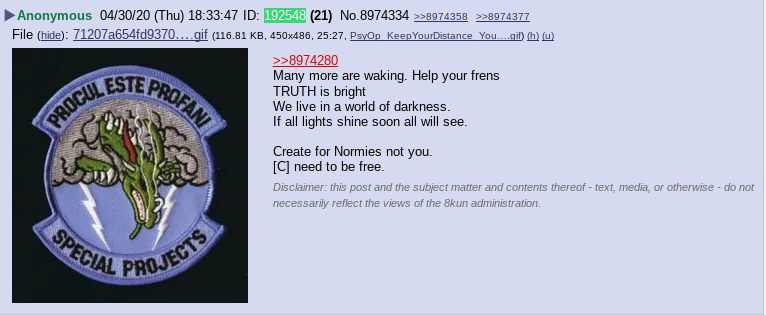 ▶Anonymous 04/30/20 (Thu) 18:33:47 ID: 192548 (21) No.8974334 >>8974358 >>8974377
File (hide): 71207a654fd9370….gif (116.81 KB, 450x486, 25:27, PsyOp_KeepYourDistance_You….gif) (h) (u)
PROCUL ESTE PROFANI
SPECIAL PROJECTS
>>8974280
Many more are waking. Help your frens
TRUTH is bright
We live in a world of darkness.
If all lights shine soon all will see.
Create for Normies not you.
[C] need to be free.
Disclaimer: this post and the subject matter and contents thereof - text, media, or otherwise - do not
necessarily reflect the views of the 8kun administration.